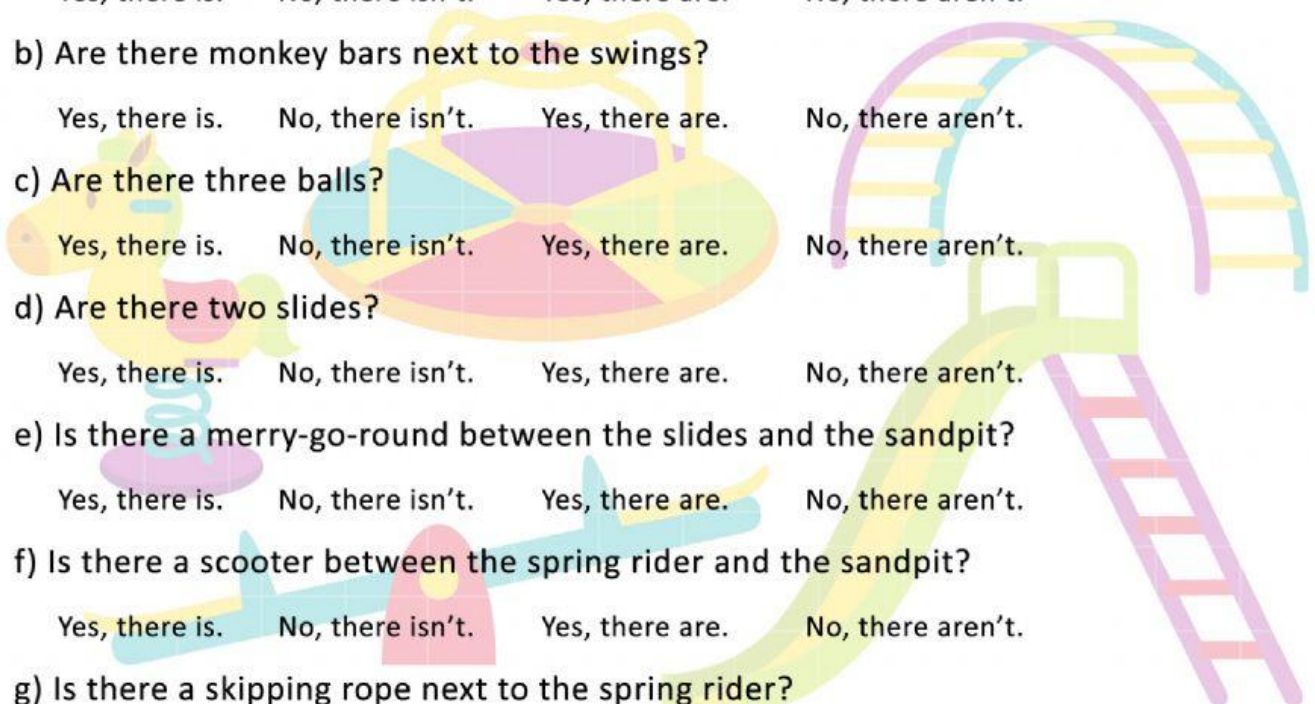 b) Are there monkey bars next to the swings?
Yes, there is. No, there isn't. Yes, there are. No, there aren't.
c) Are there three balls?
Yes, there is. No, there isn't. Yes, there are. No, there aren't.
d) Are there two slides?
Yes, there is. No, there isn't. Yes, there are. No, there aren't.
e) Is there a merry-go-round between the slides and the sandpit?
Yes, there is. No, there isn't. Yes, there are. No, there aren't.
f) Is there a scooter between the spring rider and the sandpit?
Yes, there is. No, there isn't. Yes, there are. No, there aren't.
g) Is there a skipping rope next to the spring rider?